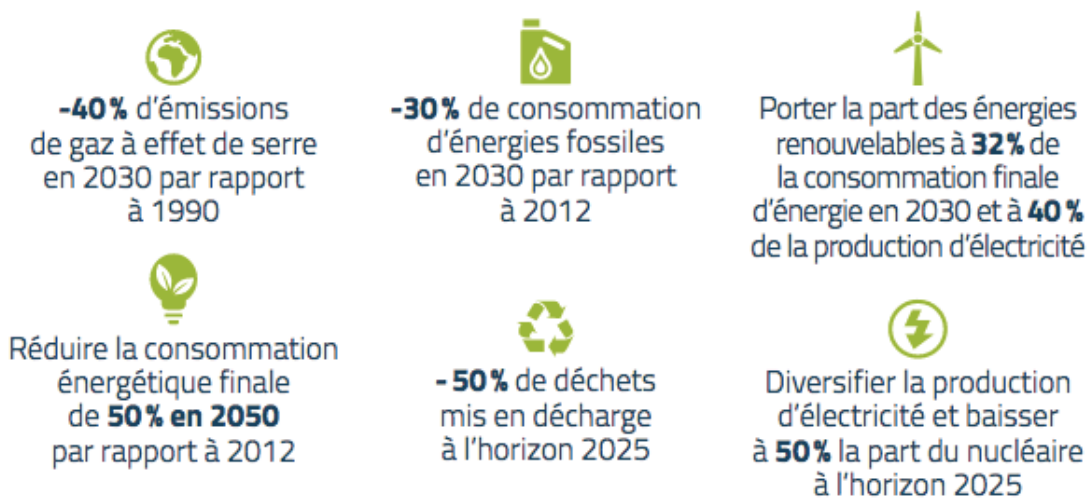 -40% d'émissions
de gaz à effet de serre
en 2030 par rapport
à 1990
-30% de consommation
d'énergies fossiles
en 2030 par rapport
à 2012
Porter la part des énergies
renouvelables à 32% de
la consommation finale
d'énergie en 2030 et à 40%
de la production d'électricité
Réduire la consommation
énergétique finale
de 50% en 2050
par rapport à 2012
- 50% de déchets
mis en décharge
à l'horizon 2025
Diversifier la production
d'électricité et baisser
à 50% la part du nucléaire
à l'horizon 2025